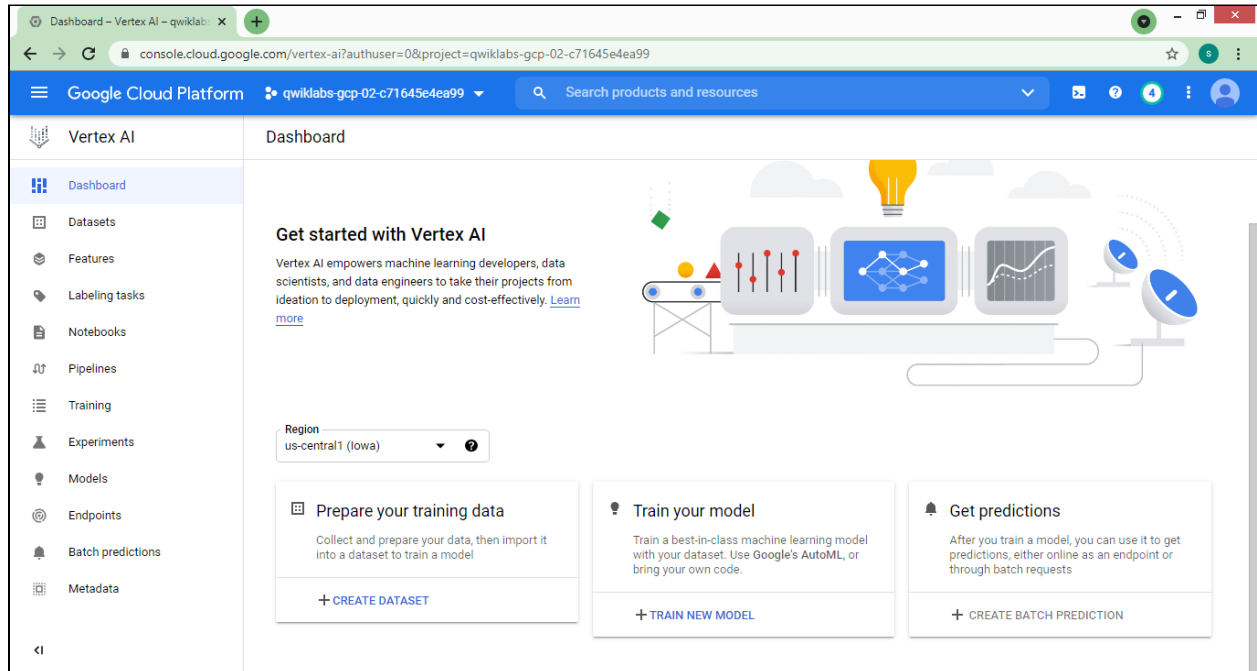 Dashboard – Vertex AI – qwiklabs
console.cloud.google.com/vertex-ai?authuser=0&project=qwiklabs-gcp-02-c71645e4ea99
S
Google Cloud Platform
qwiklabs-gcp-02-c71645e4ea99
Search products and resources
4
Vertex AI
Dashboard
Dashboard
Datasets
Features
Labeling tasks
Notebooks
Pipelines
Training
Experiments
Models
Endpoints
Batch predictions
Metadata
Get started with Vertex AI
Vertex AI empowers machine learning developers, data
scientists, and data engineers to take their projects from
ideation to deployment, quickly and cost-effectively. Learn
more
Region
us-central1 (Iowa)
Prepare your training data
Collect and prepare your data, then import it
into a dataset to train a model
+ CREATE DATASET
Train your model
Train a best-in-class machine learning model
with your dataset. Use Google's AutoML, or
bring your own code.
+ TRAIN NEW MODEL
Get predictions
After you train a model, you can use it to get
predictions, either online as an endpoint or
through batch requests
+ CREATE BATCH PREDICTION